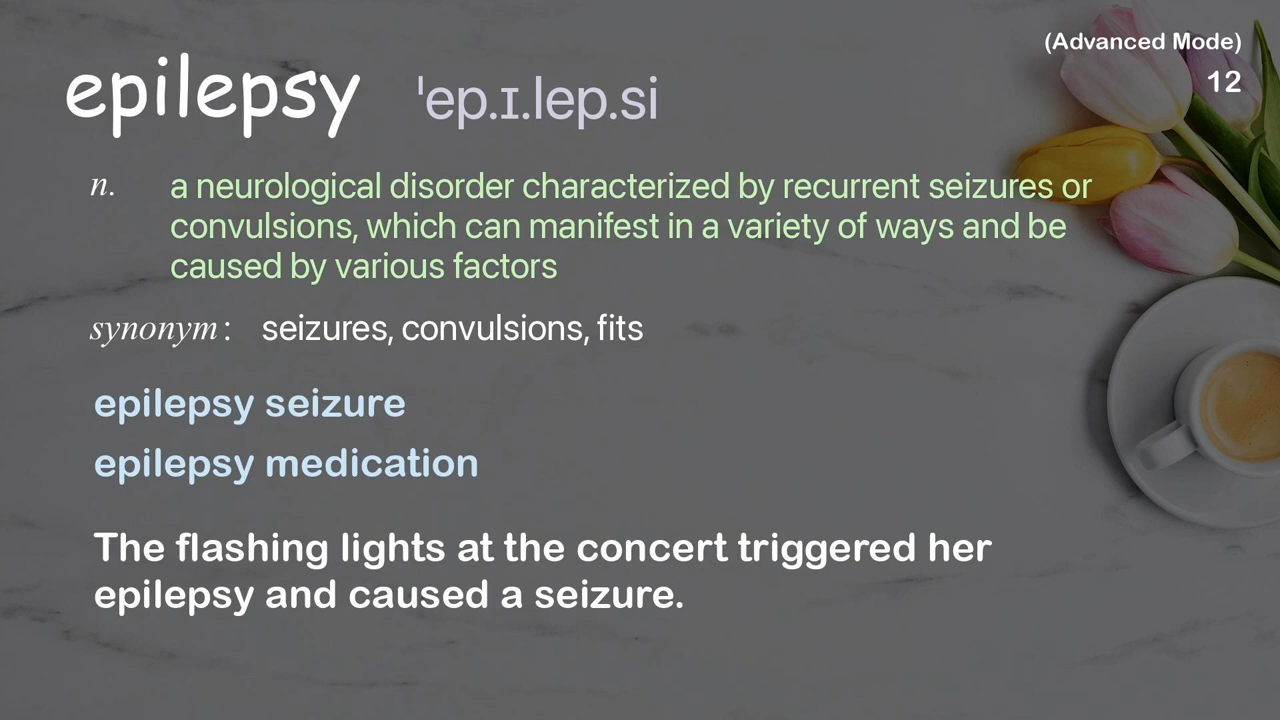 (Advanced Mode)
12
epilepsy ˈep.ɪ.lep.si
n. a neurological disorder characterized by recurrent seizures or
convulsions, which can manifest in a variety of ways and be
caused by various factors
synonym: seizures, convulsions, fits
epilepsy seizure
epilepsy medication
The flashing lights at the concert triggered her
epilepsy and caused a seizure.